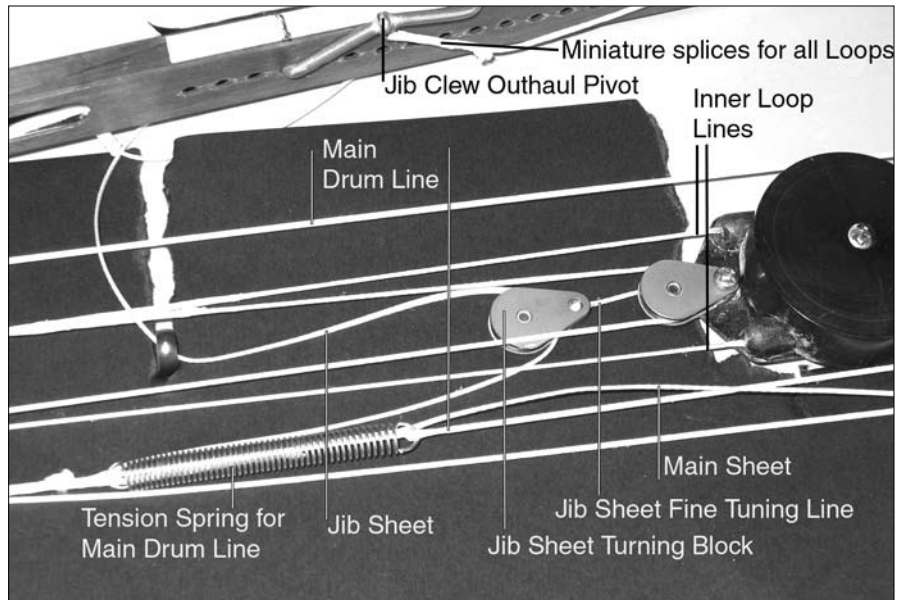 Miniature splices for all Loops
Jib Clew Outhaul Pivot
Inner Loop
Lines
Main
Drum Line
Main Sheet
Jib Sheet Fine Tuning Line
Tension Spring for
Main Drum Line
Jib Sheet
Jib Sheet Turning Block